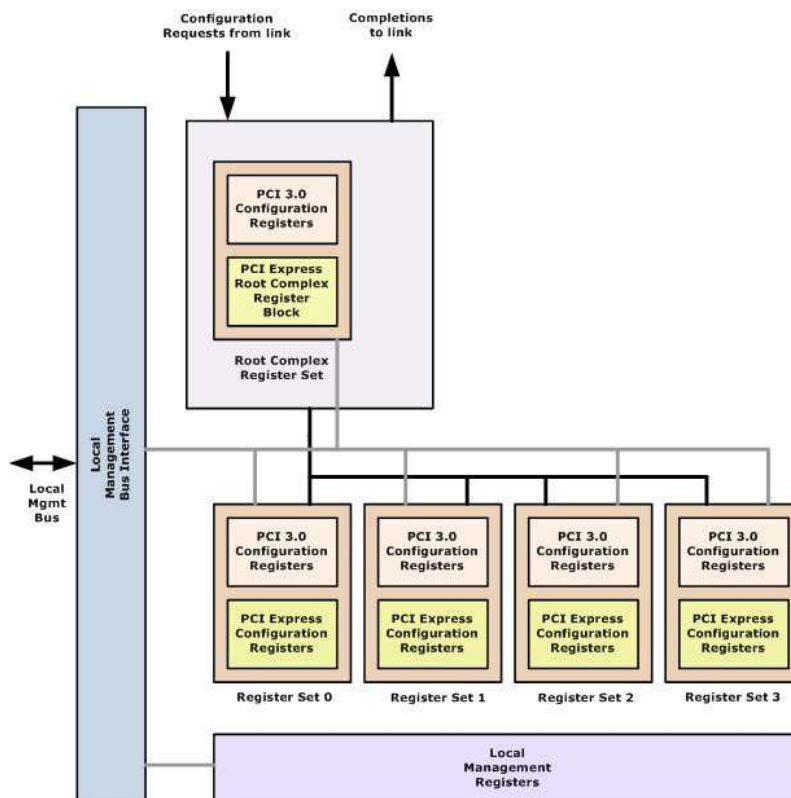 Configuration
Requests from link
Completions
to link
PCI 3.0
Configuration
Registers
PCI Express
Root Complex
Register
Block
Root Complex
Register Set
Local
Management
Bus Interface
Local
Mgmt
Bus
PCI 3.0
Configuration
Registers
PCI Express
Configuration
Registers
Register Set 0
PCI 3.0
Configuration
Registers
PCI Express
Configuration
Registers
Register Set 1
PCI 3.0
Configuration
Registers
PCI Express
Configuration
Registers
Register Set 2
PCI 3.0
Configuration
Registers
PCI Express
Configuration
Registers
Register Set 3
Local
Management
Registers